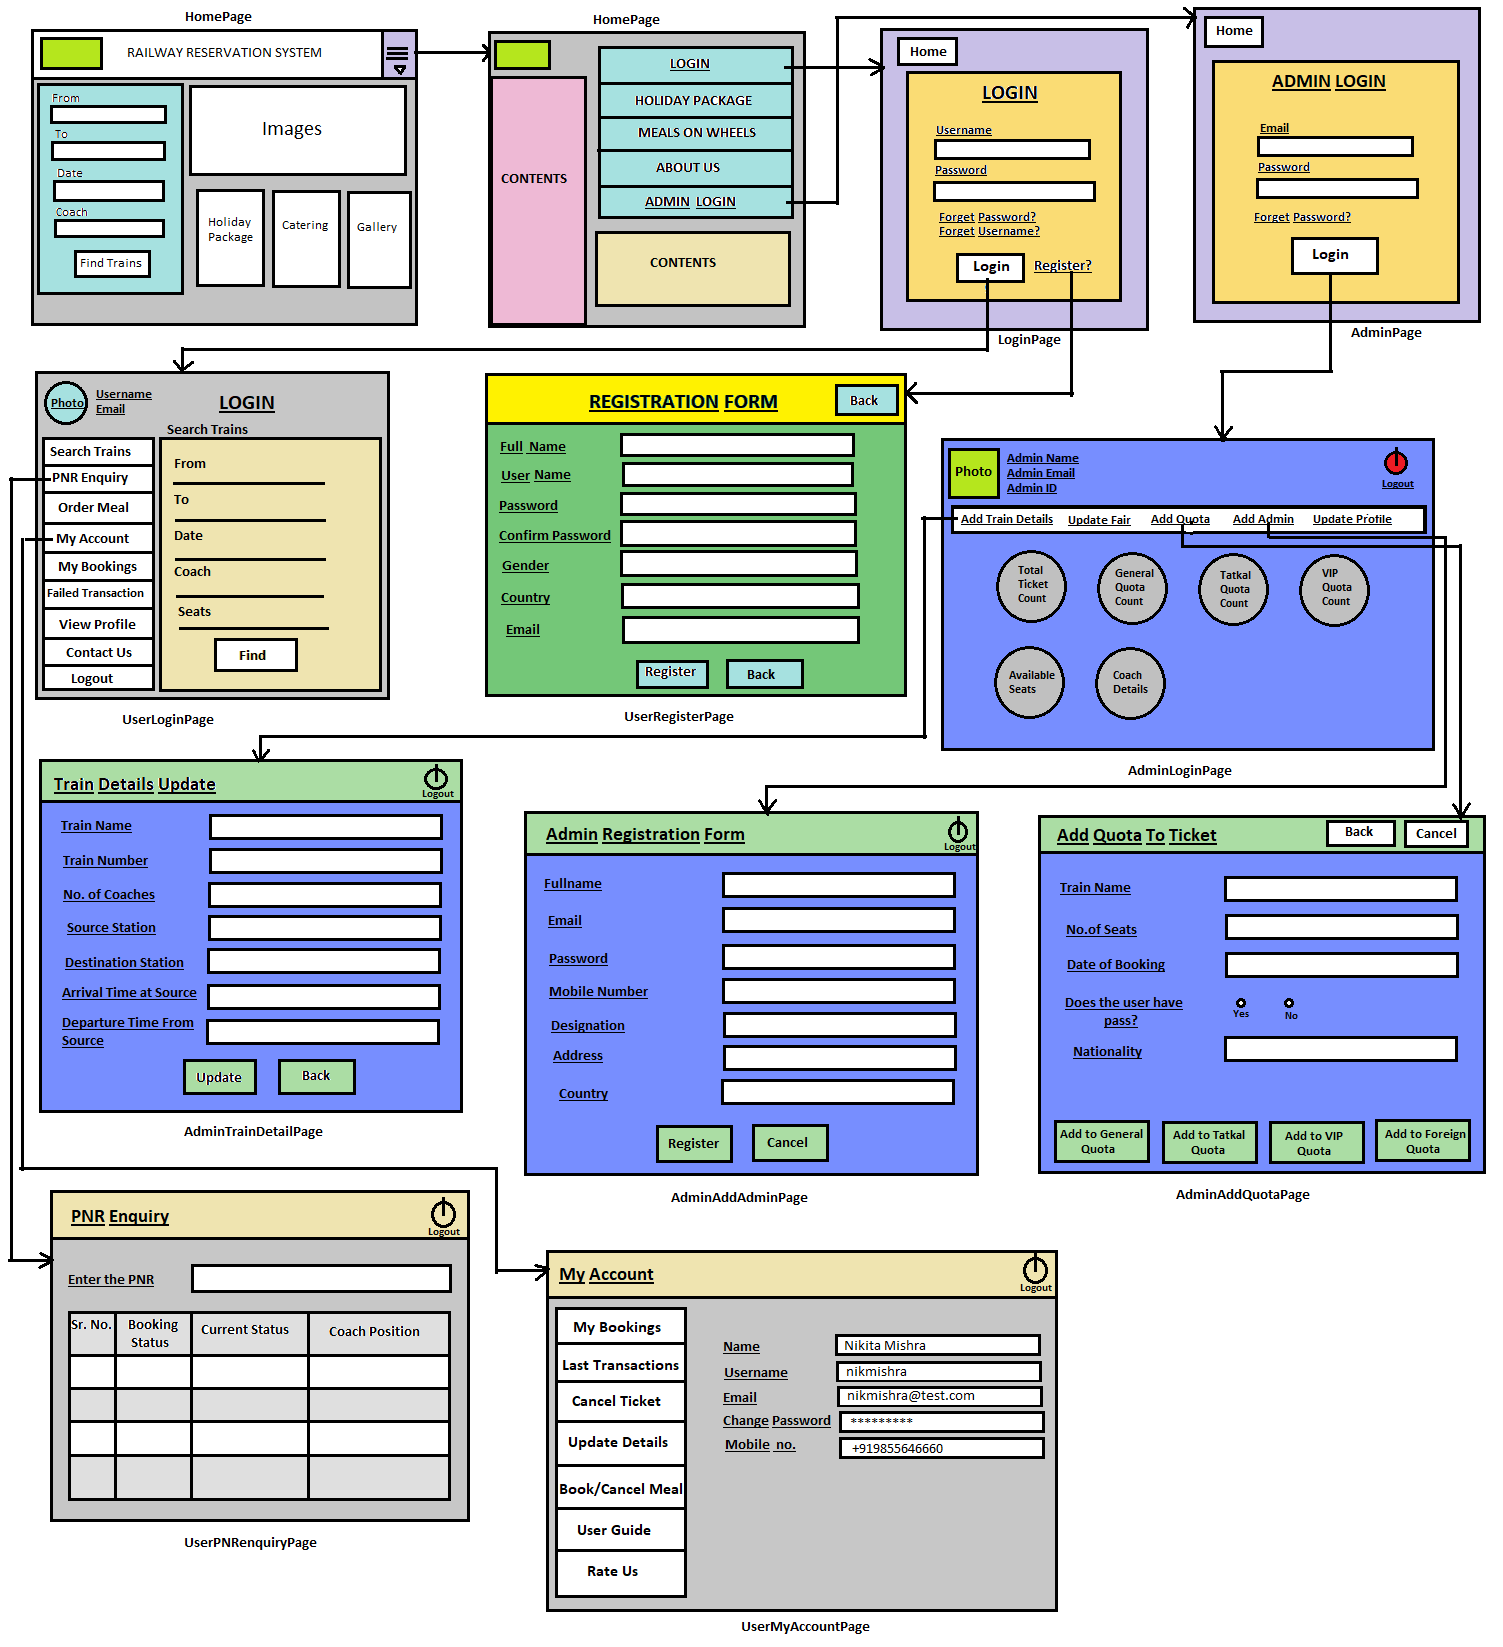 HomePage
RAILWAY RESERVATION SYSTEM
From
To
Date
Coach
Find Trains
Images
Holiday
Package
Catering
Gallery
HomePage
LOGIN
HOLIDAY PACKAGE
MEALS ON WHEELS
ABOUT US
ADMIN LOGIN
CONTENTS
CONTENTS
Home
LOGIN
Username
Password
Forget Password?
Forget Username?
Login
Register?
LoginPage
Home
ADMIN LOGIN
Email
Password
Forget Password?
Login
AdminPage
Photo
Username
Email
LOGIN
Search Trains
Search Trains
PNR Enquiry
Order Meal
My Account
My Bookings
Failed Transaction
View Profile
Contact Us
Logout
From
To
Date
Coach
Seats
Find
UserLoginPage
REGISTRATION FORM
Back
Full Name
User Name
Password
Confirm Password
Gender
Country
Email
Register
Back
UserRegisterPage
Photo
Admin Name
Admin Email
Admin ID
Logout
Add Train Details
Update Fair
Add Quota
Add Admin
Update Profile
Total
Ticket
Count
General
Quota
Count
Tatkal
Quota
Count
VIP
Quota
Count
Available
Seats
Coach
Details
AdminLoginPage
Train Details Update
Logout
Train Name
Train Number
No. of Coaches
Source Station
Destination Station
Arrival Time at Source
Departure Time From
Source
Update
Back
AdminTrainDetailPage
Admin Registration Form
Logout
Fullname
Email
Password
Mobile Number
Designation
Address
Country
Register
Cancel
AdminAddAdminPage
Add Quota To Ticket
Back
Cancel
Train Name
No.of Seats
Date of Booking
Does the user have
pass?
Yes
No
Nationality
Add to General
Quota
Add to Tatkal
Quota
Add to VIP
Quota
Add to Foreign
Quota
AdminAddQuotaPage
PNR Enquiry
Logout
Enter the PNR
Sr. No.
Booking
Status
Current Status
Coach Position
UserPNRenquiryPage
My Account
Logout
My Bookings
Last Transactions
Cancel Ticket
Update Details
Book/Cancel Meal
User Guide
Rate Us
Name
Nikita Mishra
Username
nikmishra
Email
nikmishra@test.com
Change Password
*********
Mobile no.
+919855646660
UserMyAccountPage